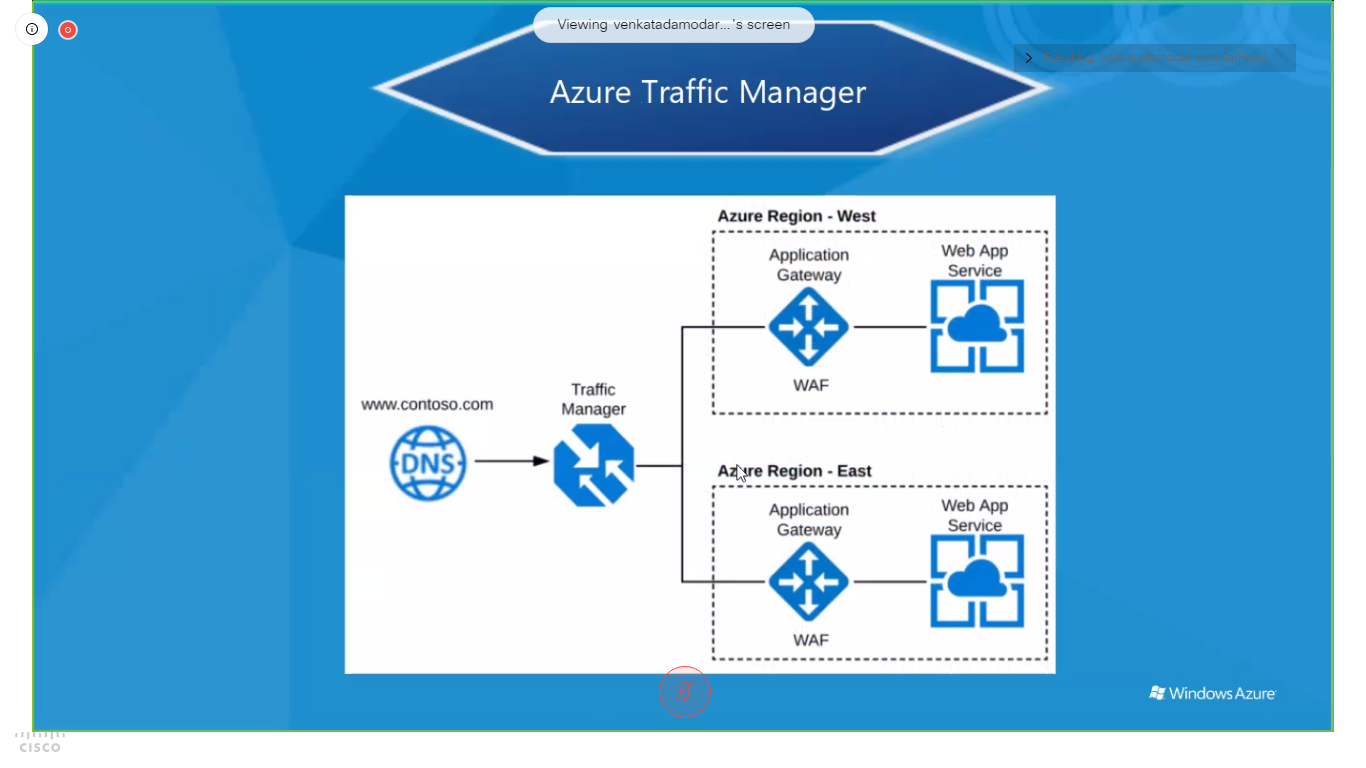 Viewing venkatadamodar... 's screen
Azure Traffic Manager
Azure Region - West
Application
Gateway
Web App
Service
WAF
www.contoso.com
DNS
Traffic
Manager
Azure Region - East
Application
Gateway
Web App
Service
WAF
Windows Azure
CISCO